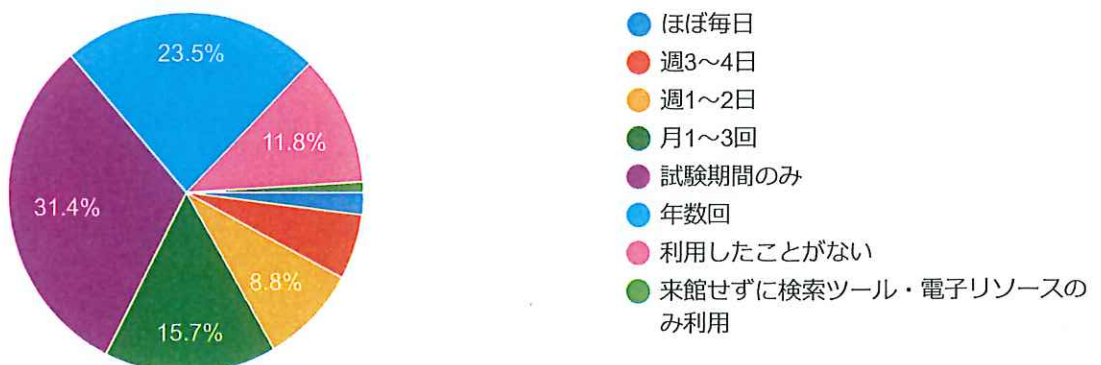 23.5%
11.8%
31.4%
8.8%
15.7%
ほぼ毎日
週3〜4日
週1〜2日
月1〜3回
試験期間のみ
年数回
利用したことがない
来館せずに検索ツール・電子リソースの
み利用